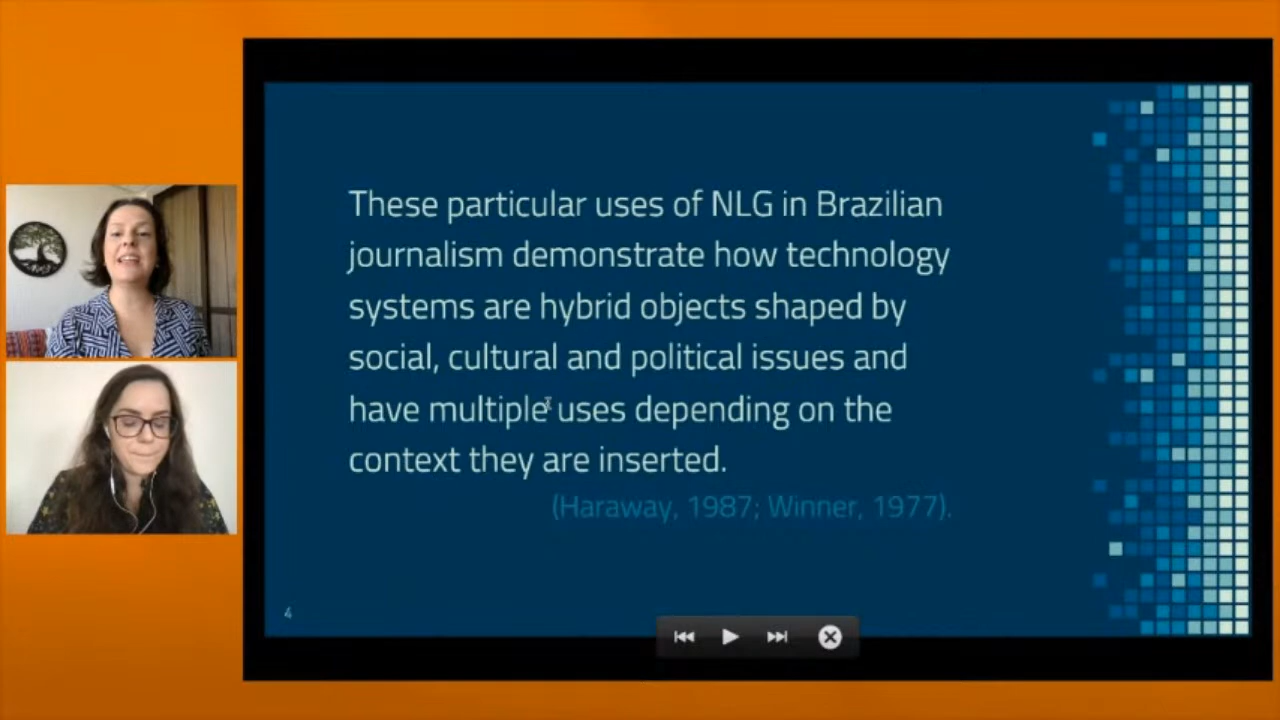 These particular uses of NLG in Brazilian
journalism demonstrate how technology
systems are hybrid objects shaped by
social, cultural and political issues and
have multiple uses depending on the
context they are inserted.
(Haraway, 1987; Winner, 1977).
4